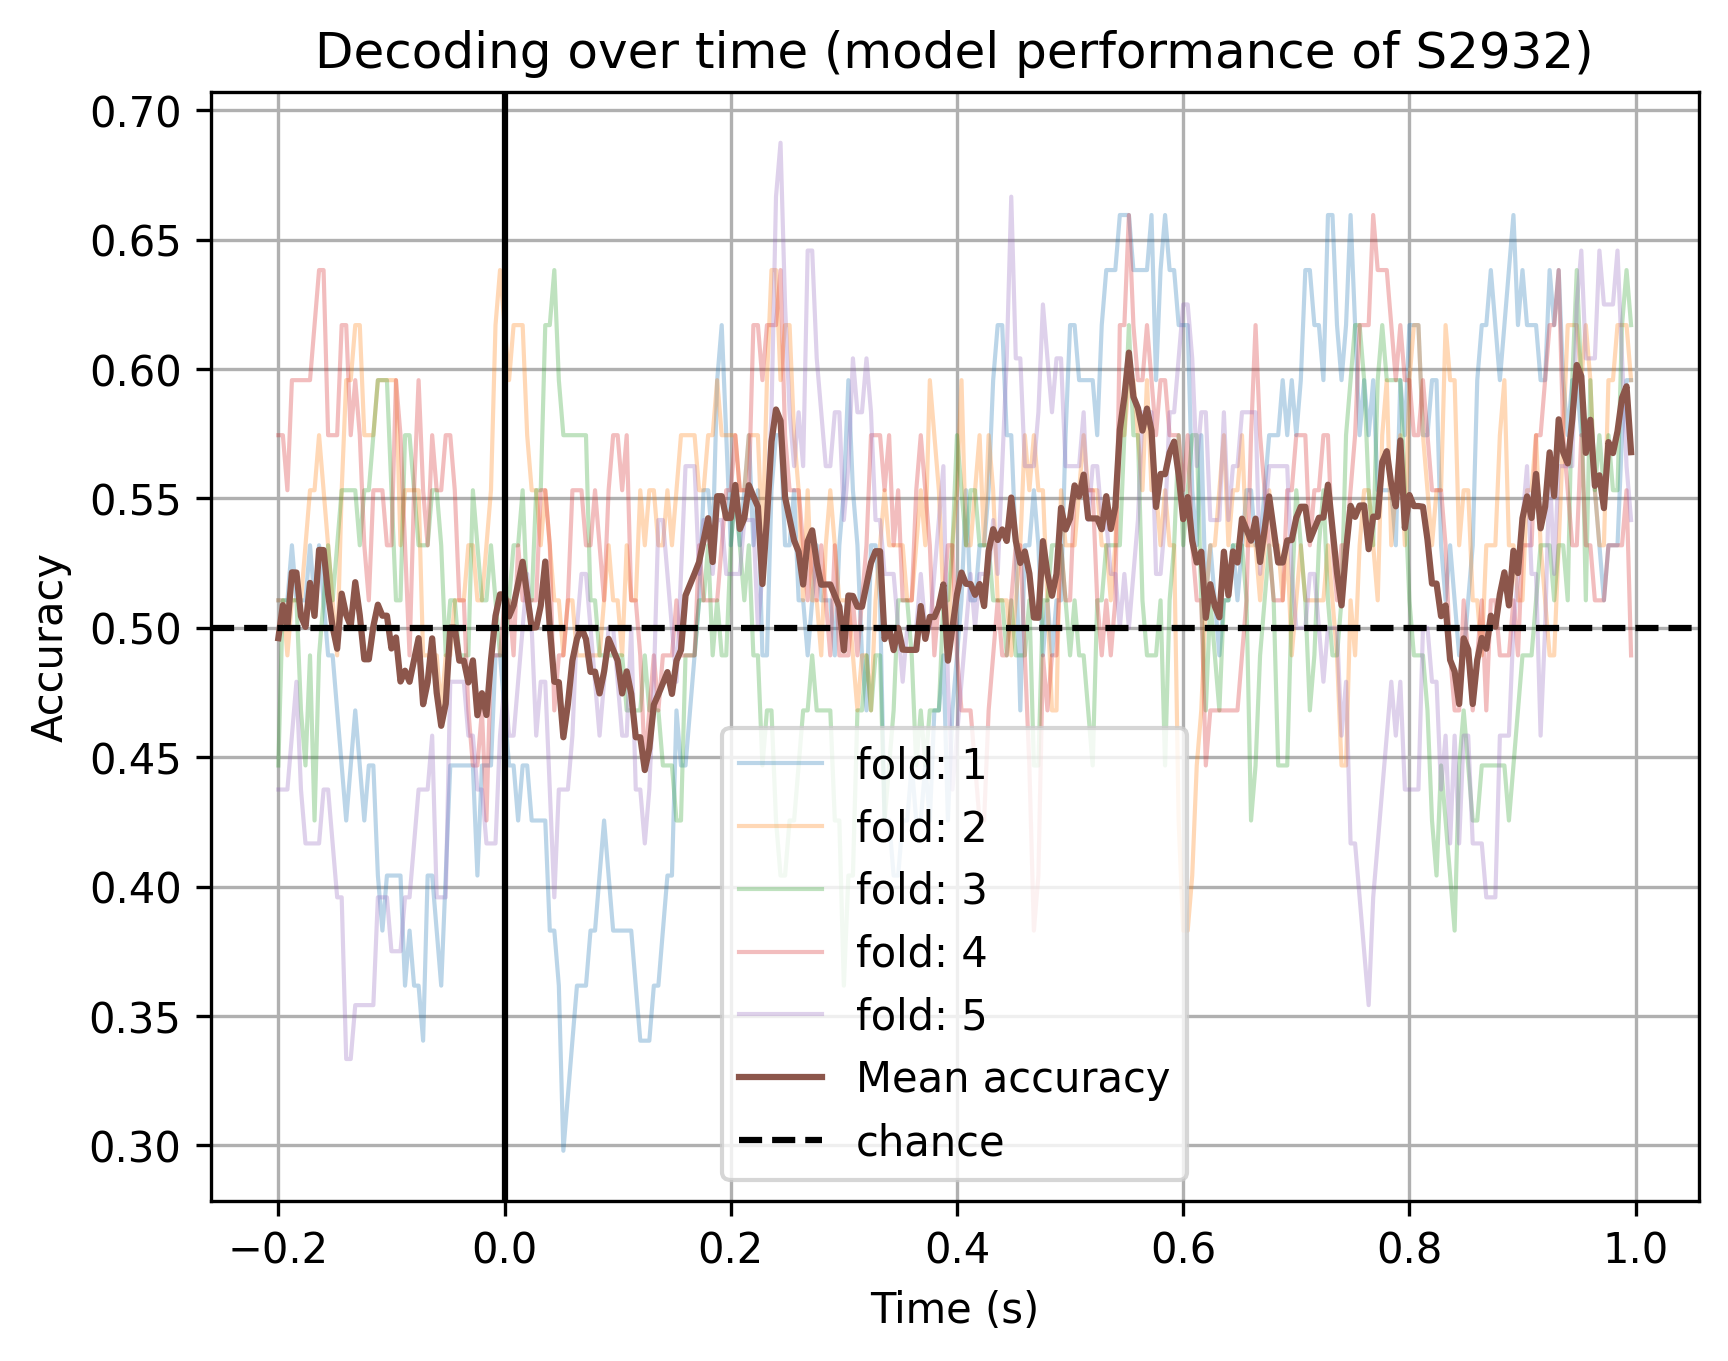 Decoding over time (model performance of S2932)
0.70
0.65
0.60
0.55
0.50
0.45
0.40
0.35
0.30
Accuracy
fold: 1
fold: 2
fold: 3
fold: 4
fold: 5
Mean accuracy
chance
−0.2 0.0 0.2 0.4 0.6 0.8 1.0
Time (s)